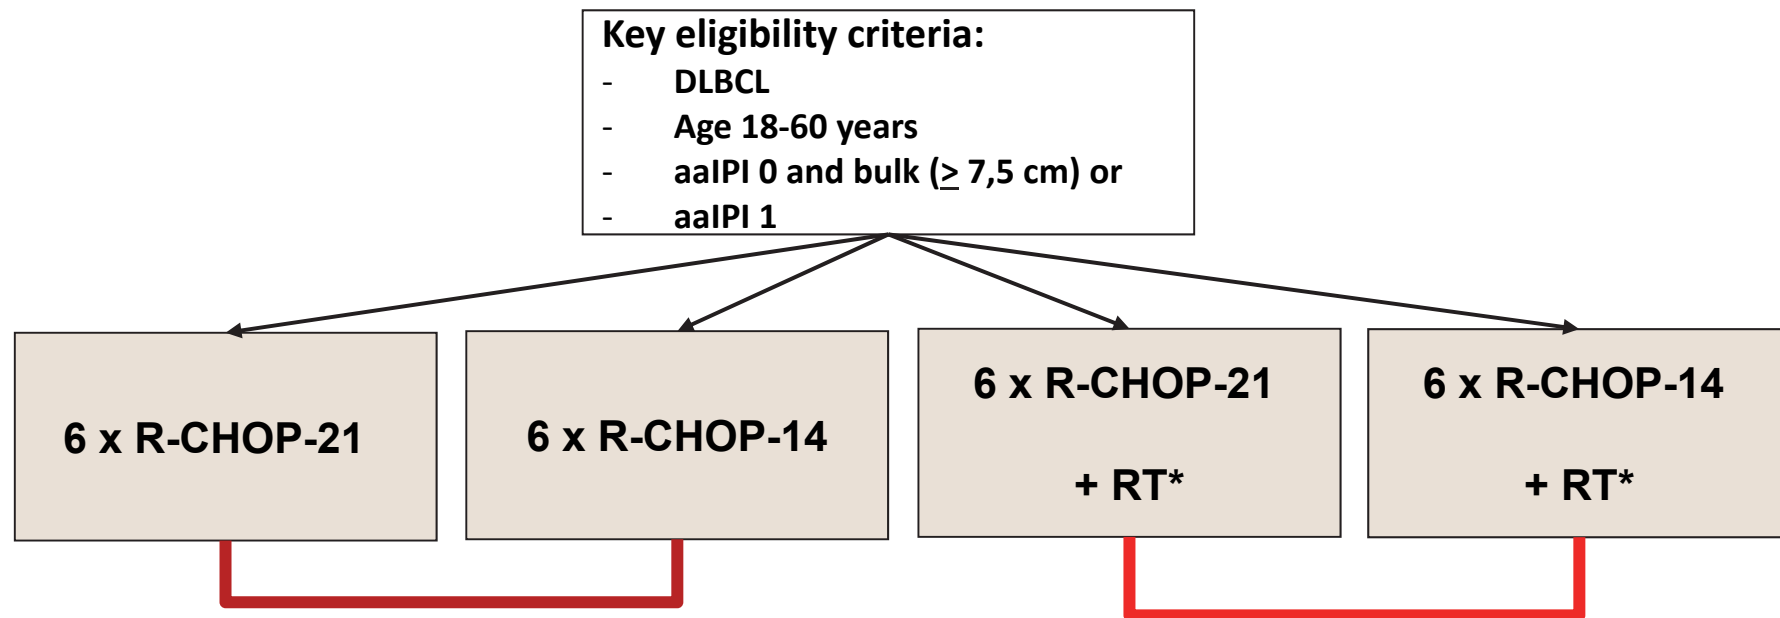 Key eligibility criteria:
- DLBCL
- Age 18-60 years
- aaIPI 0 and bulk (≥ 7,5 cm) or
- aaIPI 1
6 x R-CHOP-21
6 x R-CHOP-14
6 x R-CHOP-21
+ RT*
6 x R-CHOP-14
+ RT*